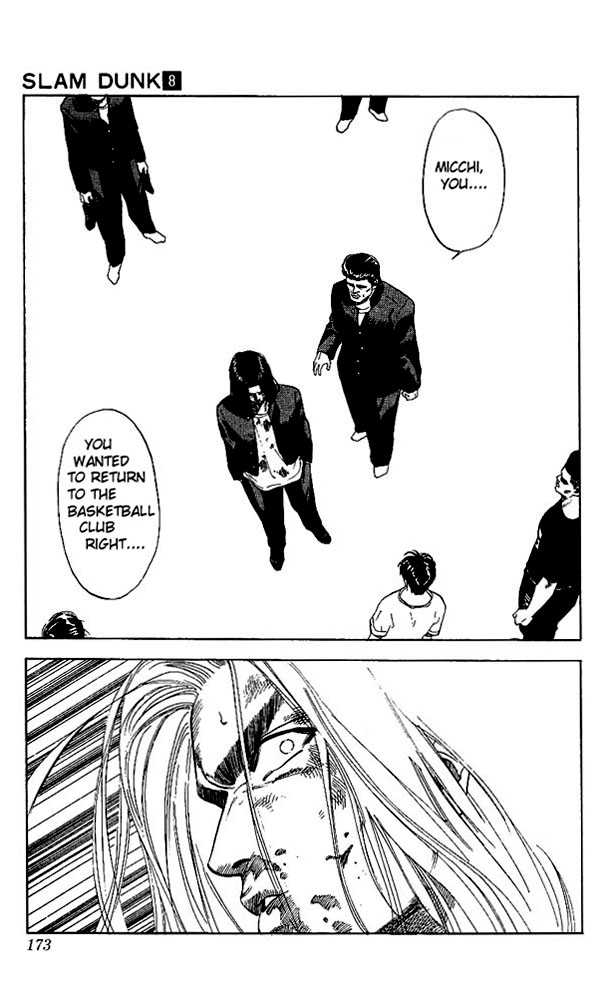 SLAM DUNK 8
MICCHI,
YOU....
YOU
WANTED
TO RETURN
TO THE
BASKETBALL
CLUB
RIGHT....
173